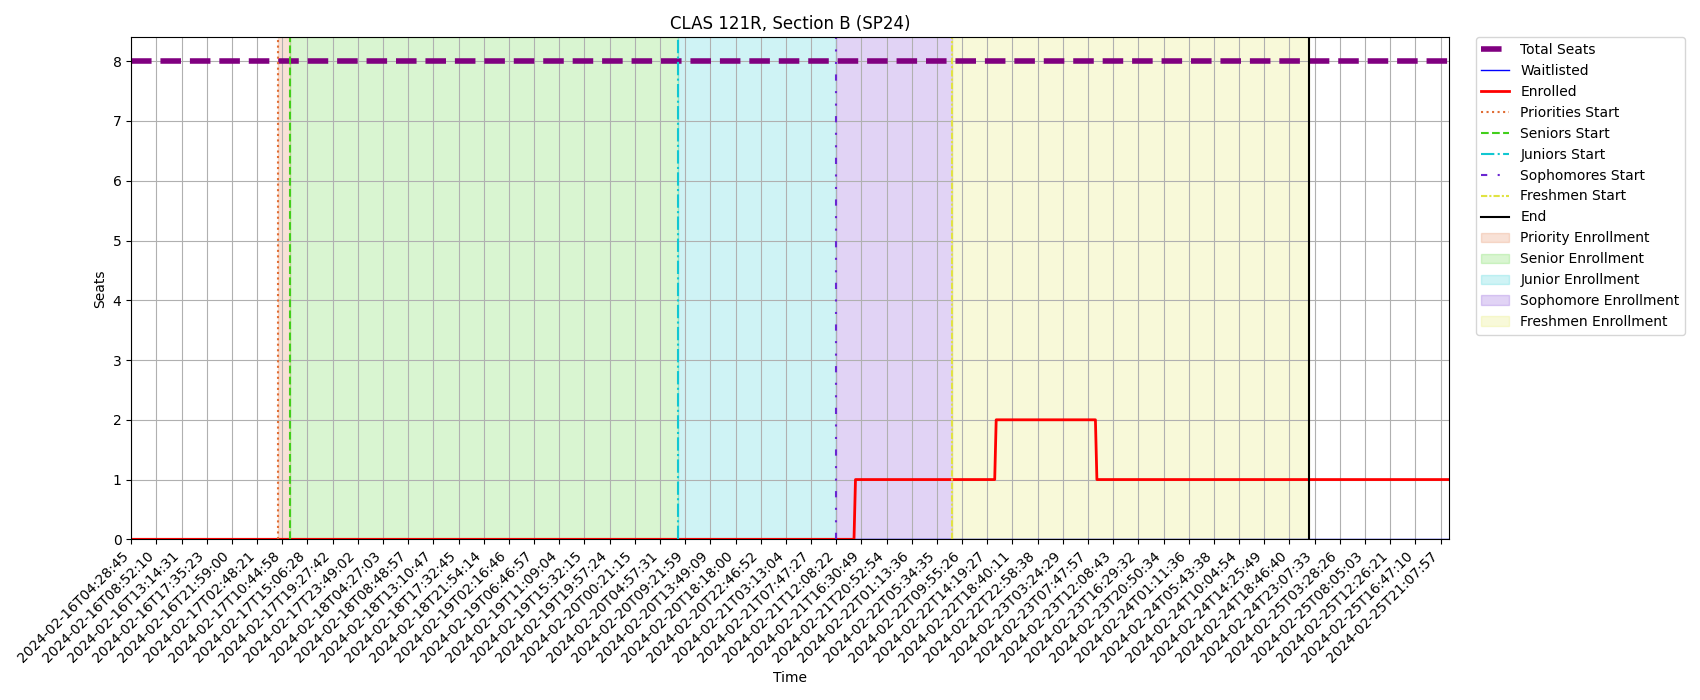 CLAS 121R, Section B (SP24)
Seats
8
7
6
5
4
3
2
1
0
2024-02-16T04:28:45
2024-02-16T08:52:10
2024-02-16T13:14:31
2024-02-16T17:35:23
2024-02-16T21:59:00
2024-02-17T02:48:21
2024-02-17T10:44:58
2024-02-17T15:06:28
2024-02-17T19:27:42
2024-02-17T23:49:02
2024-02-18T04:27:03
2024-02-18T08:48:57
2024-02-18T13:10:47
2024-02-18T17:32:45
2024-02-18T21:54:14
2024-02-19T02:16:46
2024-02-19T06:46:57
2024-02-19T11:09:04
2024-02-19T15:32:15
2024-02-19T19:57:24
2024-02-20T00:21:15
2024-02-20T04:57:31
2024-02-20T09:21:59
2024-02-20T13:49:09
2024-02-20T18:18:00
2024-02-20T22:46:52
2024-02-21T03:13:04
2024-02-21T07:47:27
2024-02-21T12:08:22
2024-02-21T16:30:49
2024-02-21T20:52:54
2024-02-22T01:13:36
2024-02-22T05:34:35
2024-02-22T09:55:26
2024-02-22T14:19:27
2024-02-22T18:40:11
2024-02-22T22:58:38
2024-02-23T03:24:29
2024-02-23T07:47:57
2024-02-23T12:08:43
2024-02-23T16:29:32
2024-02-23T20:50:34
2024-02-24T01:11:36
2024-02-24T05:43:38
2024-02-24T10:04:54
2024-02-24T14:25:49
2024-02-24T18:46:40
2024-02-24T23:07:33
2024-02-25T03:28:26
2024-02-25T08:05:03
2024-02-25T12:26:21
2024-02-25T16:47:10
2024-02-25T21:07:57
Time
Total Seats
Waitlisted
Enrolled
Priorities Start
Seniors Start
Juniors Start
Sophomores Start
Freshmen Start
End
Priority Enrollment
Senior Enrollment
Junior Enrollment
Sophomore Enrollment
Freshmen Enrollment